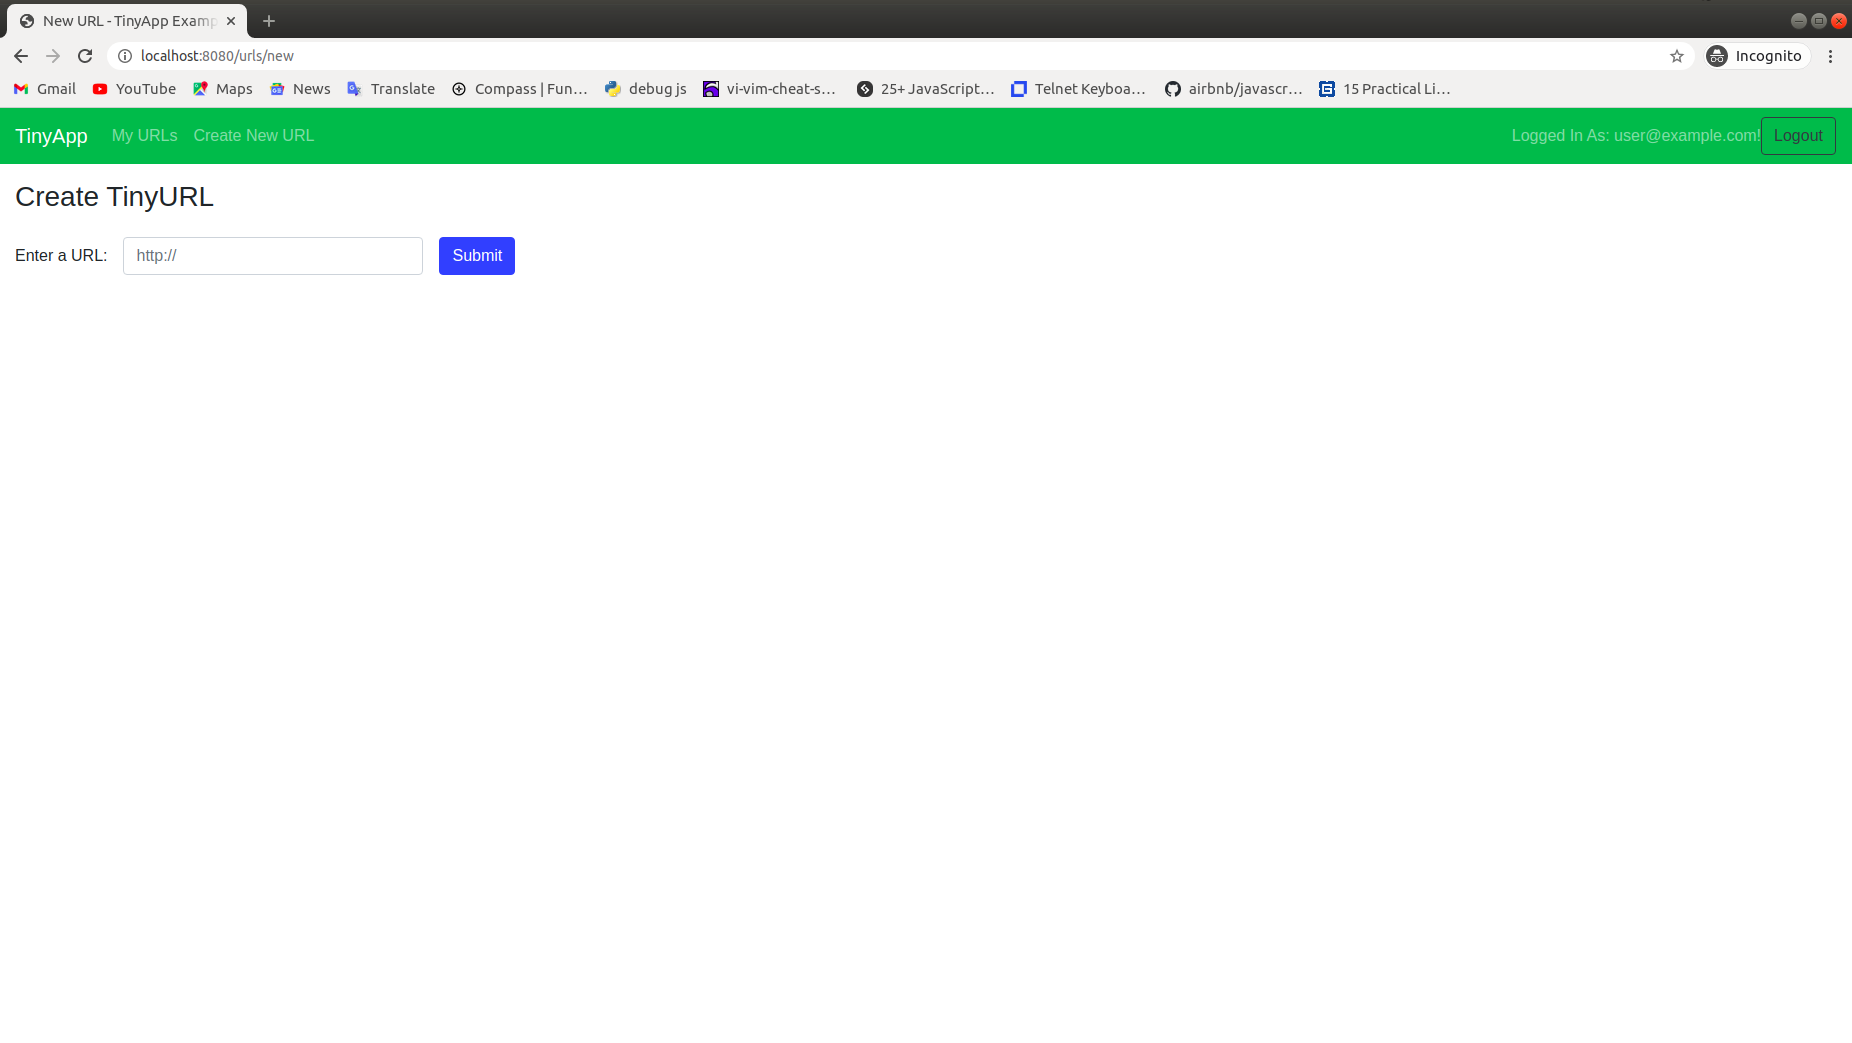 New URL - TinyApp Examp
localhost:8080/urls/new
Incognito
Gmail YouTube Maps News Translate Compass | Fun... debug js vi-vim-cheat-s... 25+ JavaScript... Telnet Keyboa... airbnb/javascr... 15 Practical Li...
TinyApp My URLs Create New URL Logged In As: user@example.com! Logout
Create TinyURL
Enter a URL: http:// Submit